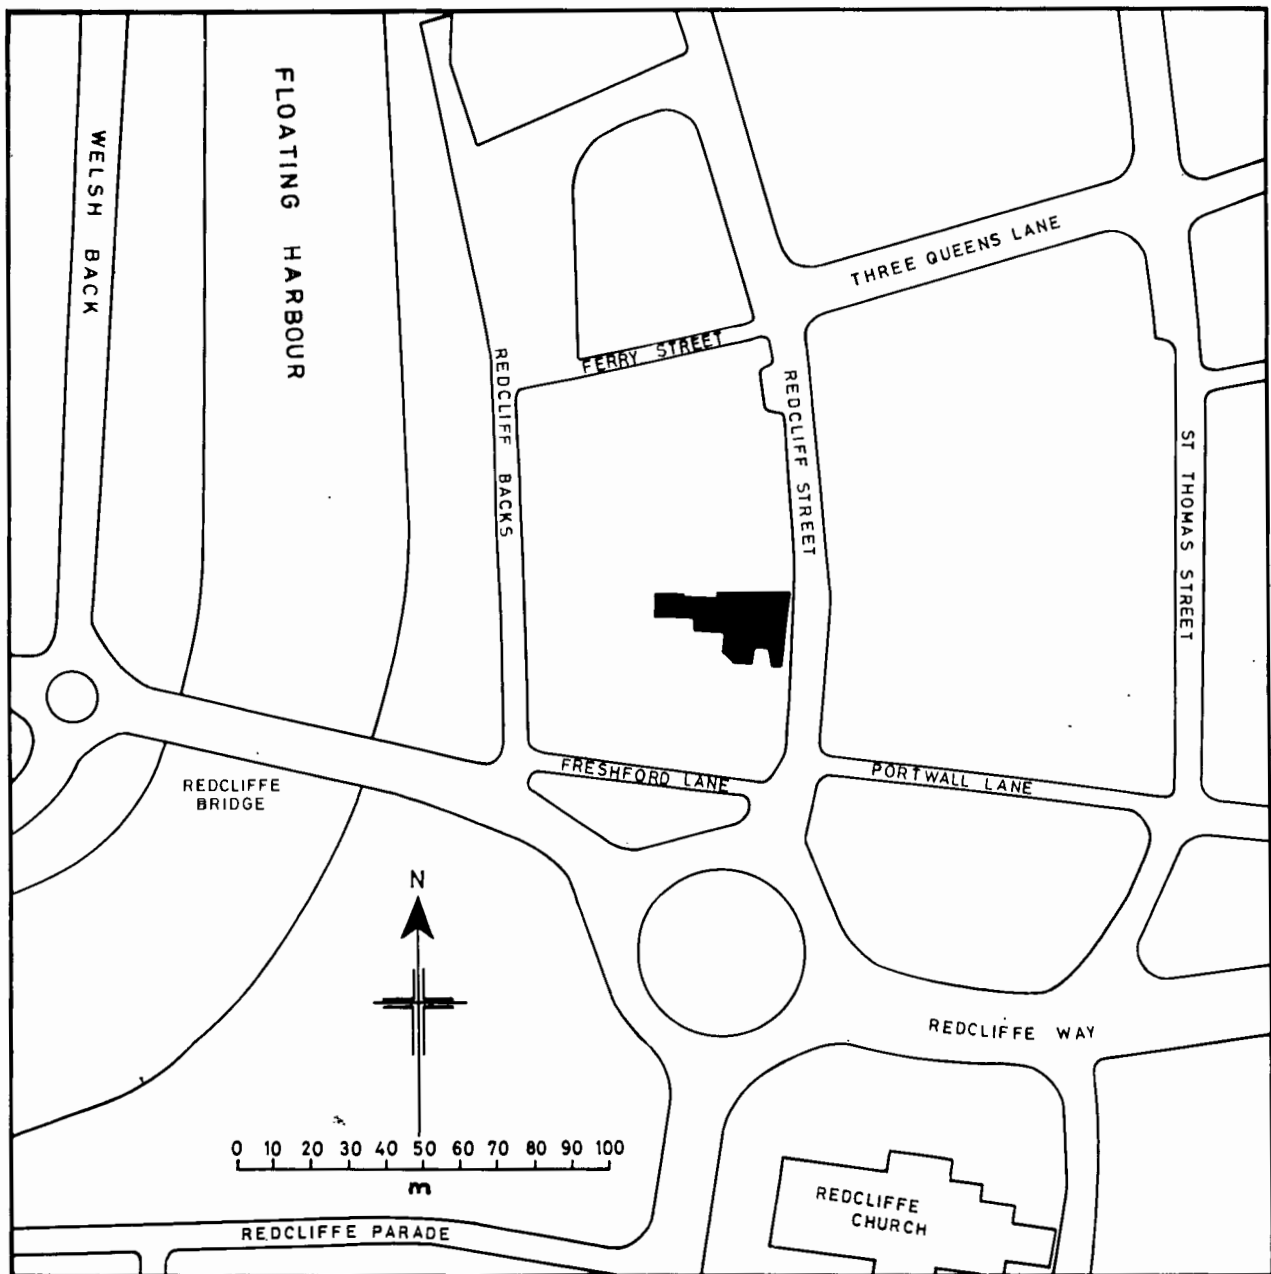 WELSH BACK
FLOATING HARBOUR
THREE QUEENS LANE
FERRY STREET
REDCLIFF BACKS
REDCLIFF STREET
ST THOMAS STREET
FRESHFORD LANE
PORTWALL LANE
REDCLIFFE
BRIDGE
N
REDCLIFFE WAY
0 10 20 30 40 50 60 70 80 90 100
m
REDCLIFFE
CHURCH
REDCLIFFE PARADE